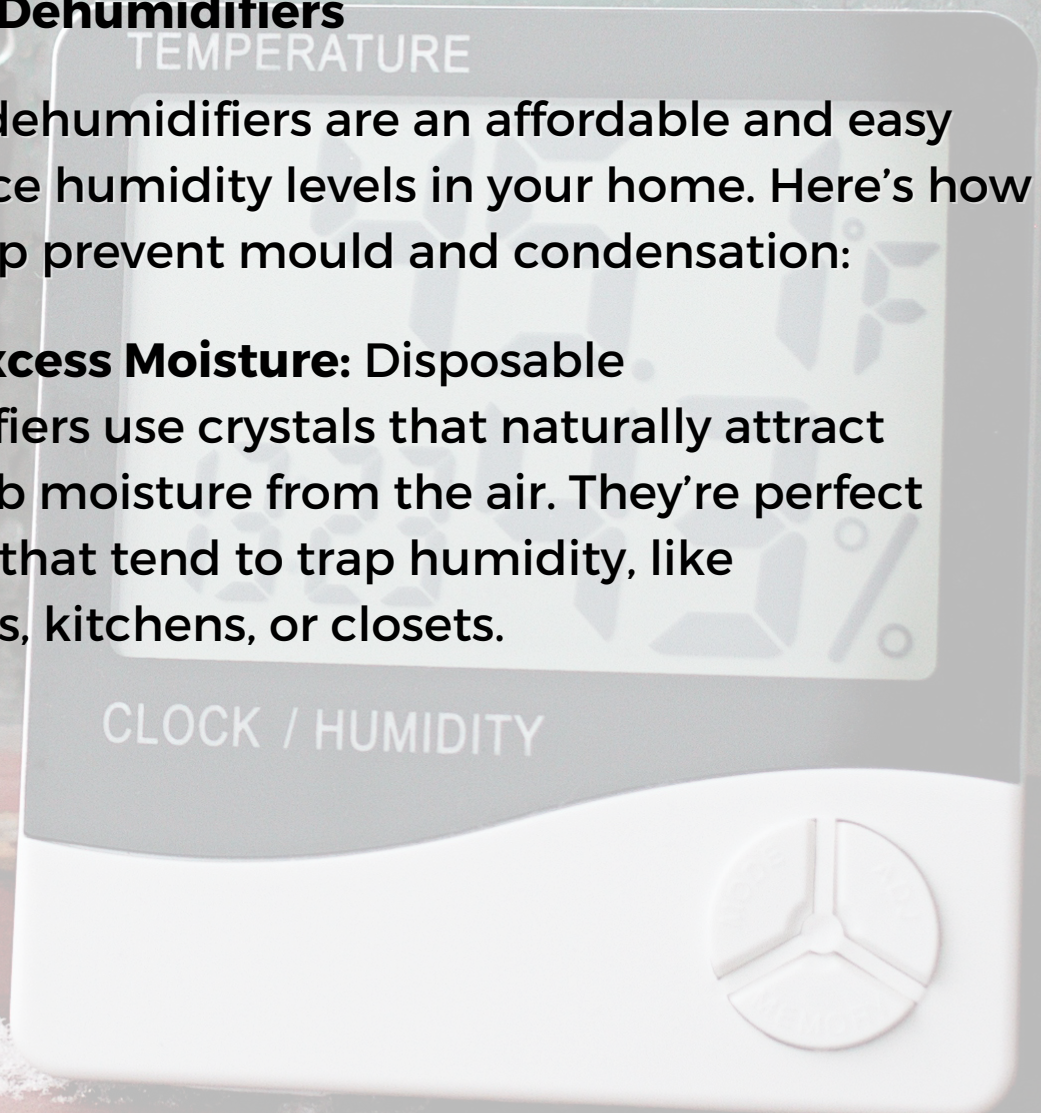 Dehumidifiers
TEMPERATURE
dehumidifiers are an affordable and easy
ce humidity levels in your home. Here’s how
p prevent mould and condensation:
°F
xcess Moisture: Disposable
fiers use crystals that naturally attract
b moisture from the air. They’re perfect
that tend to trap humidity, like
%
s, kitchens, or closets.
CLOCK / HUMIDITY
MODE
MEMORY